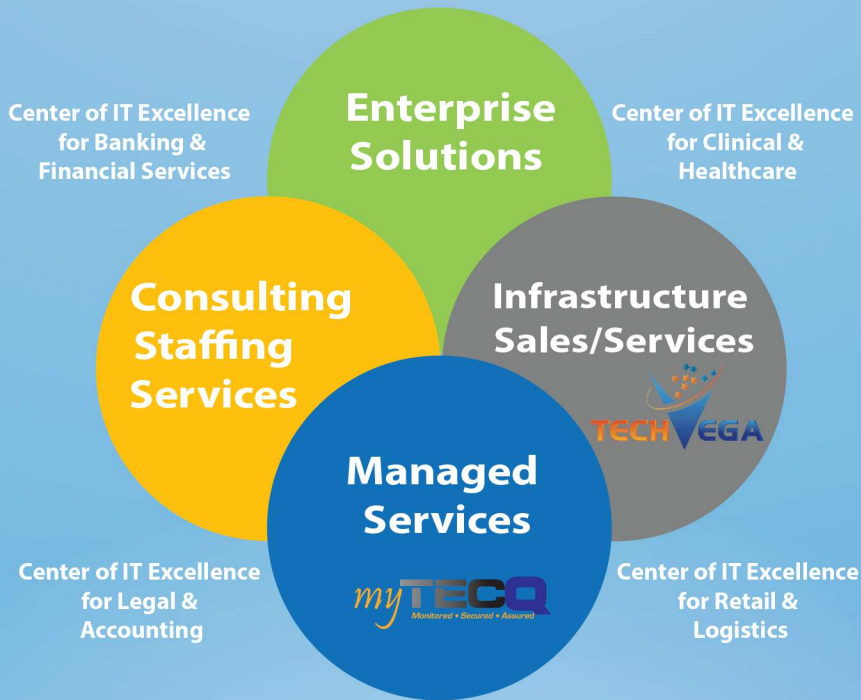 Enterprise
Solutions
Center of IT Excellence
for Banking &
Financial Services
Center of IT Excellence
for Clinical &
Healthcare
Consulting
Staffing
Services
Infrastructure
Sales/Services
TECHVEGA
Managed
Services
myTECQ
Monitored • Secured • Assured
Center of IT Excellence
for Legal &
Accounting
Center of IT Excellence
for Retail &
Logistics